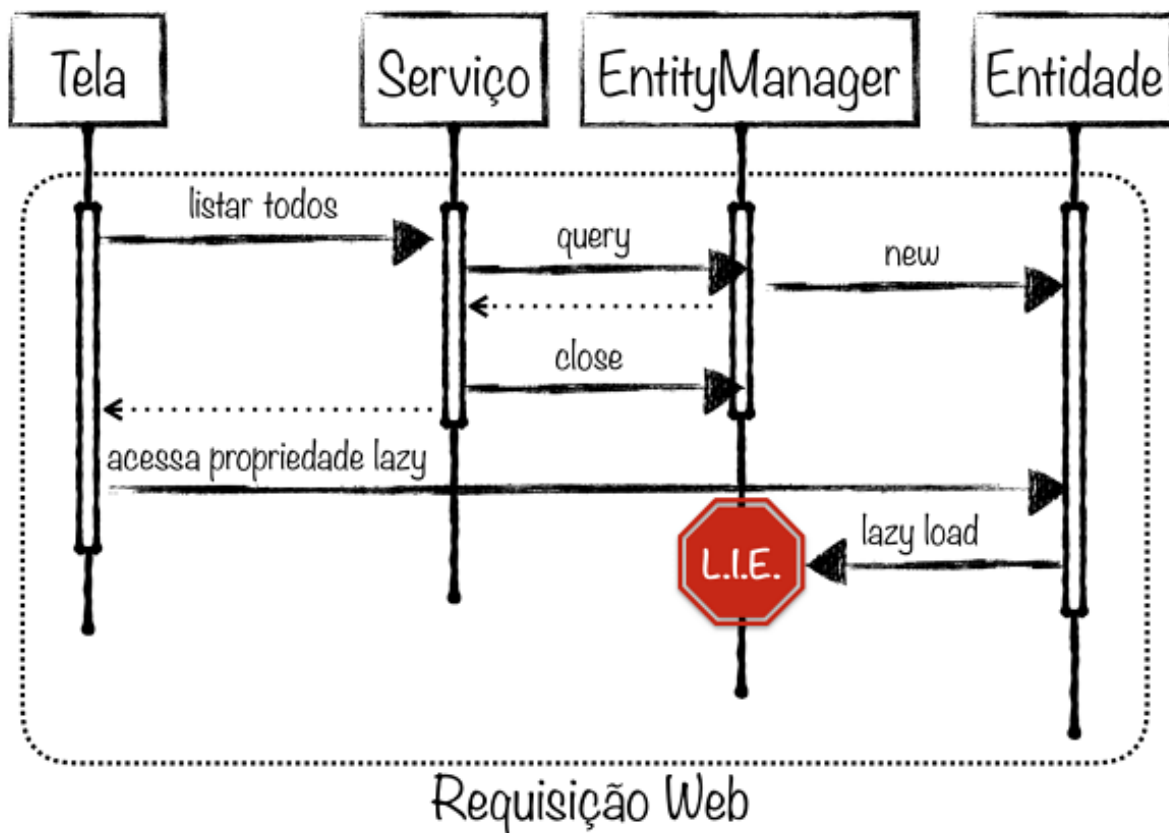 Tela
Serviço
EntityManager
Entidade
listar todos
query
new
close
acessa propriedade lazy
lazy load
L.I.E.
Requisição Web